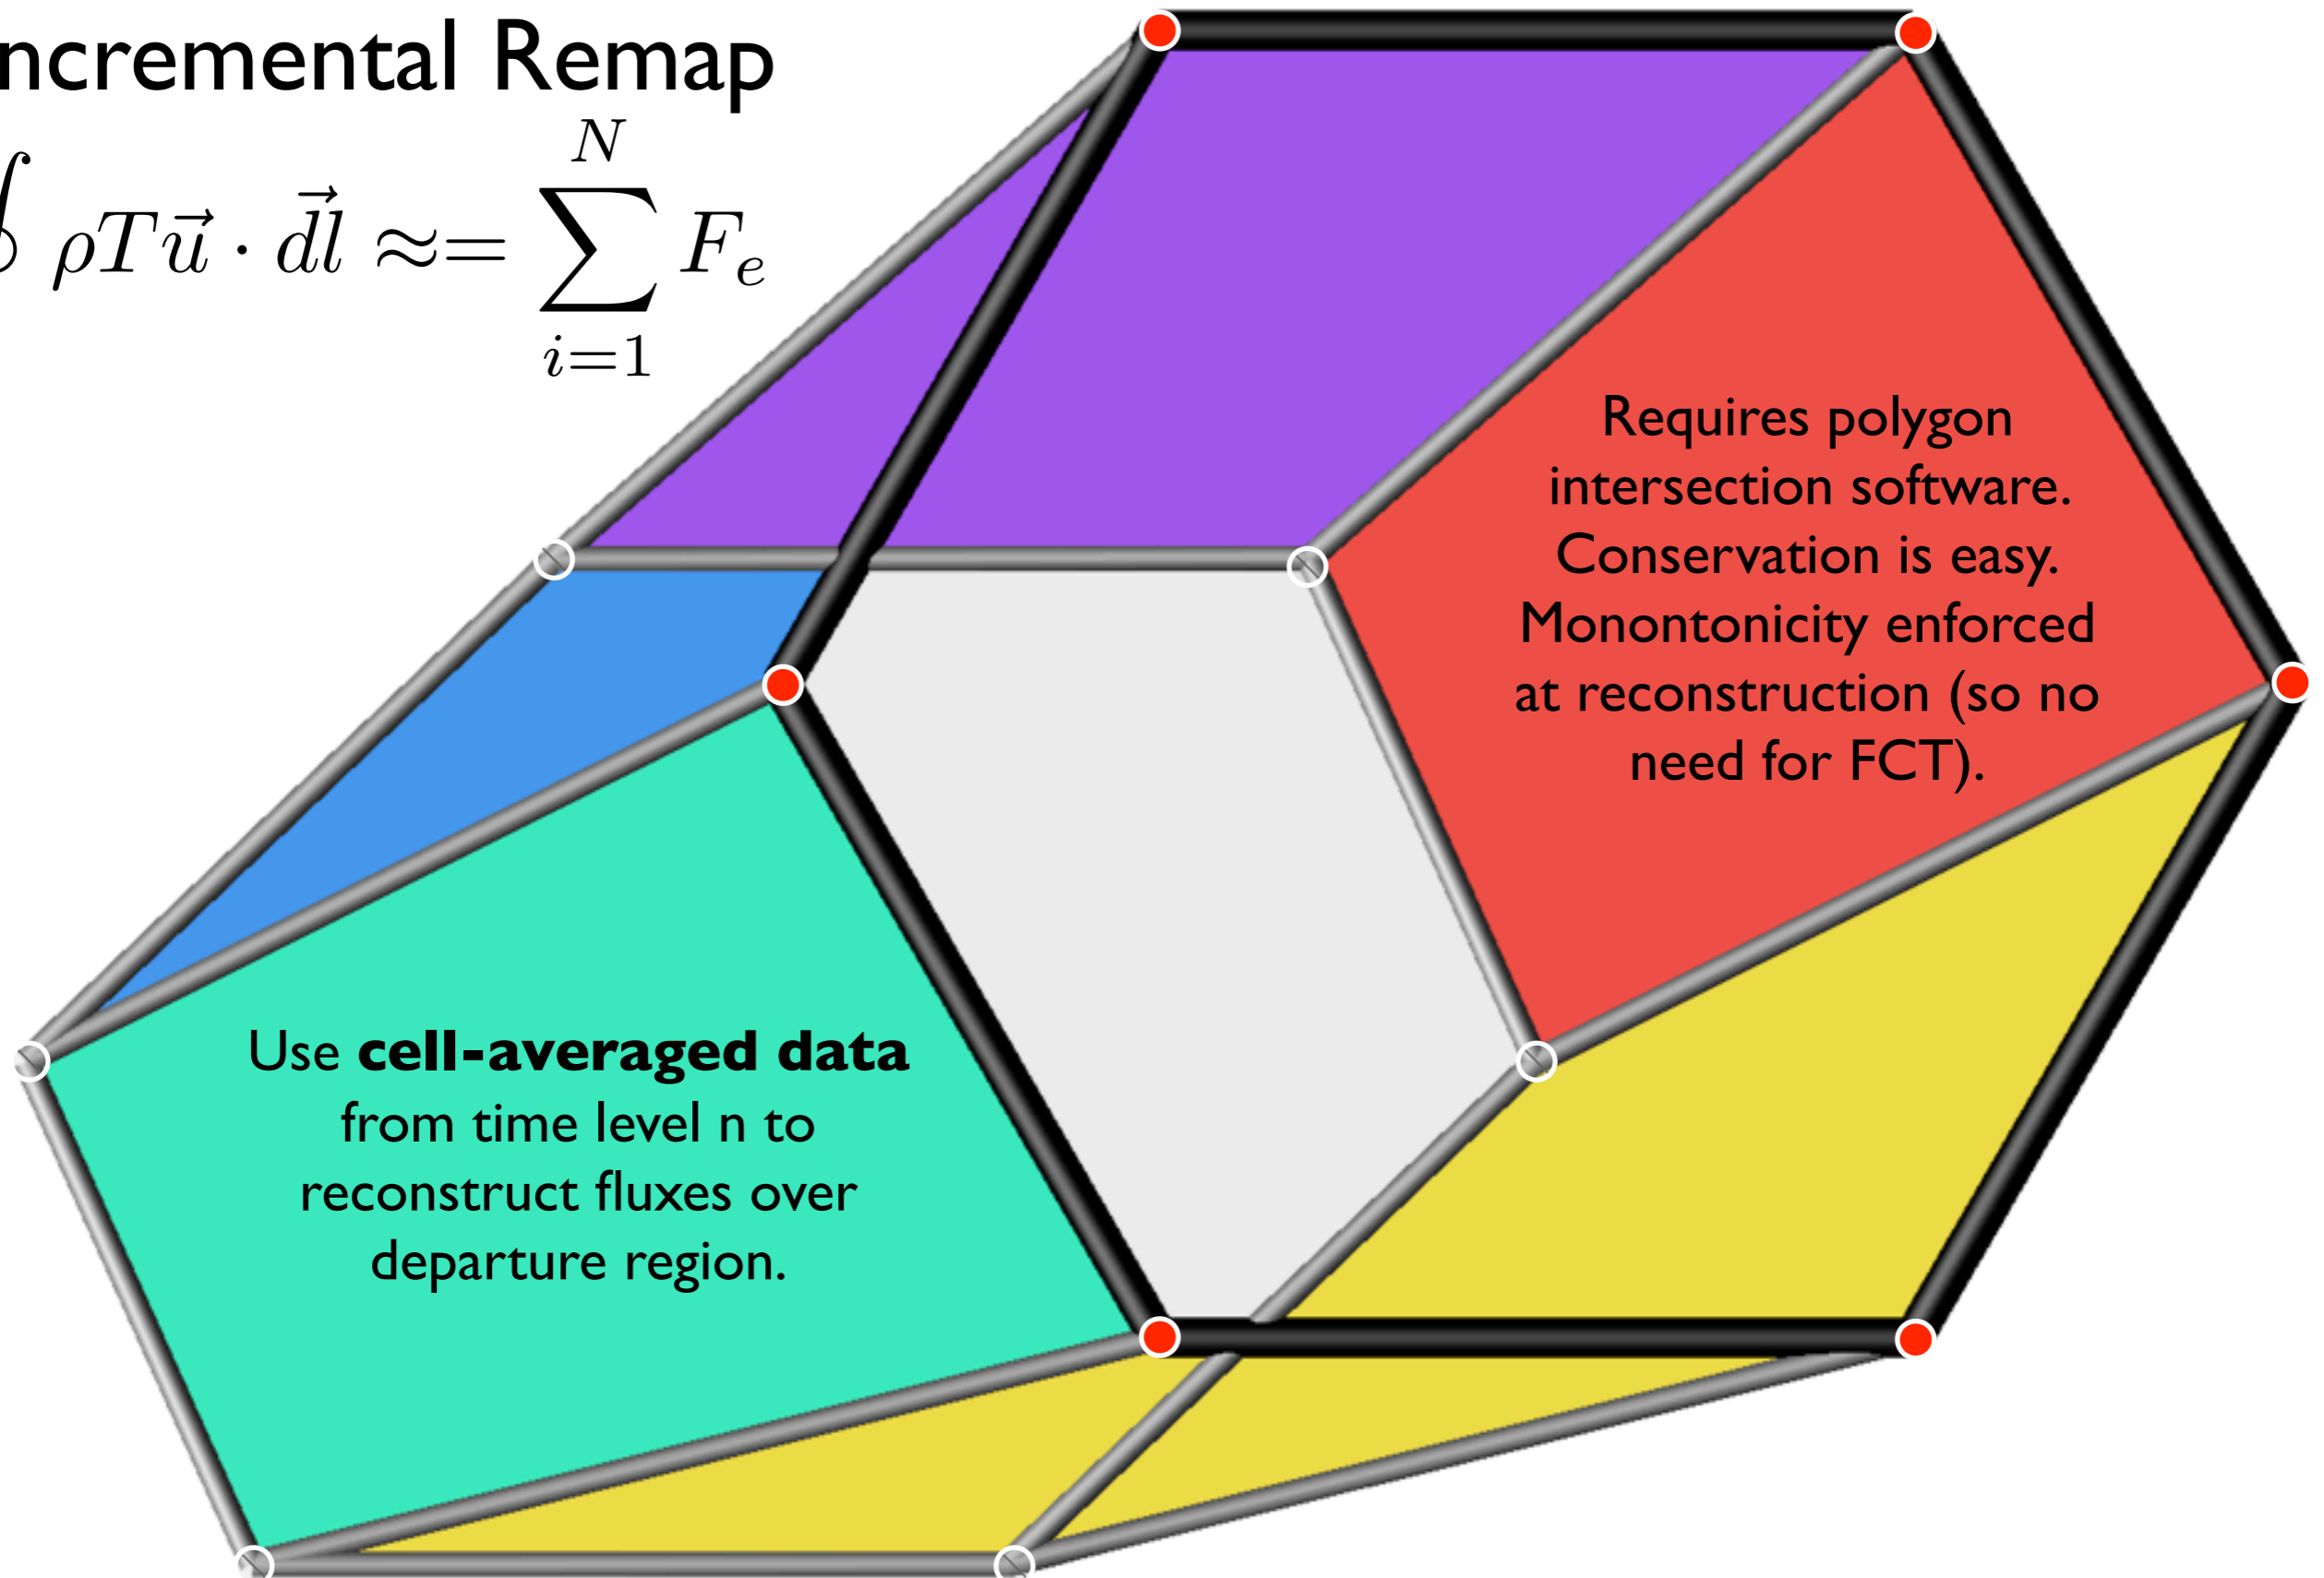 ncremental Remap
∮ ρT u⃗ · d⃗l ≈= ∑_{i=1}^{N} F_e
Requires polygon
intersection software.
Conservation is easy.
Monontonicity enforced
at reconstruction (so no
need for FCT).
Use cell-averaged data
from time level n to
reconstruct fluxes over
departure region.